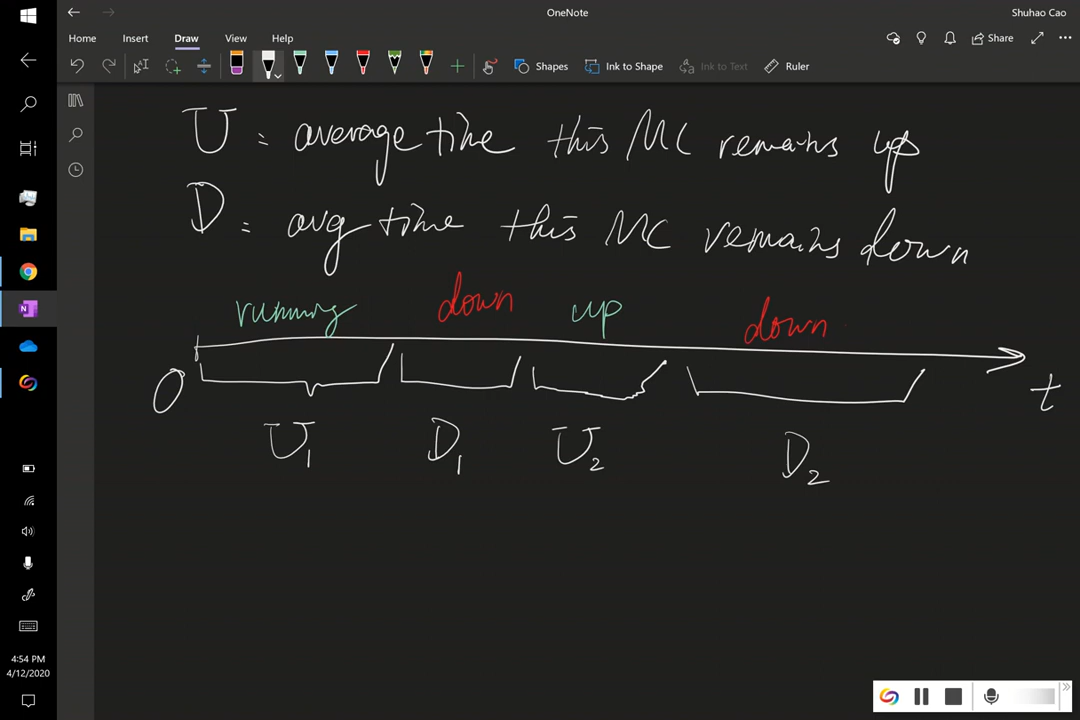 OneNote
Shuhao Cao
Home Insert Draw View Help
Share
Shapes Ink to Shape Ink to Text Ruler
U = average time this MC remains up
D = avg time this MC remains down
running down up down
0 t
U1 D1 U2 D2
4:54 PM
4/12/2020